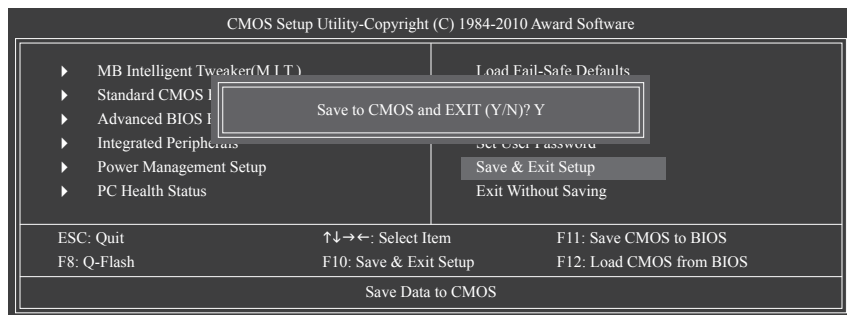 CMOS Setup Utility-Copyright (C) 1984-2010 Award Software
MB Intelligent Tweaker(M.I.T.)
Standard CMOS
Advanced BIOS
Integrated Peripherals
Power Management Setup
PC Health Status
Load Fail-Safe Defaults
Set User Password
Save & Exit Setup
Exit Without Saving
Save to CMOS and EXIT (Y/N)? Y
ESC: Quit ↑↓→←: Select Item F11: Save CMOS to BIOS
F8: Q-Flash F10: Save & Exit Setup F12: Load CMOS from BIOS
Save Data to CMOS